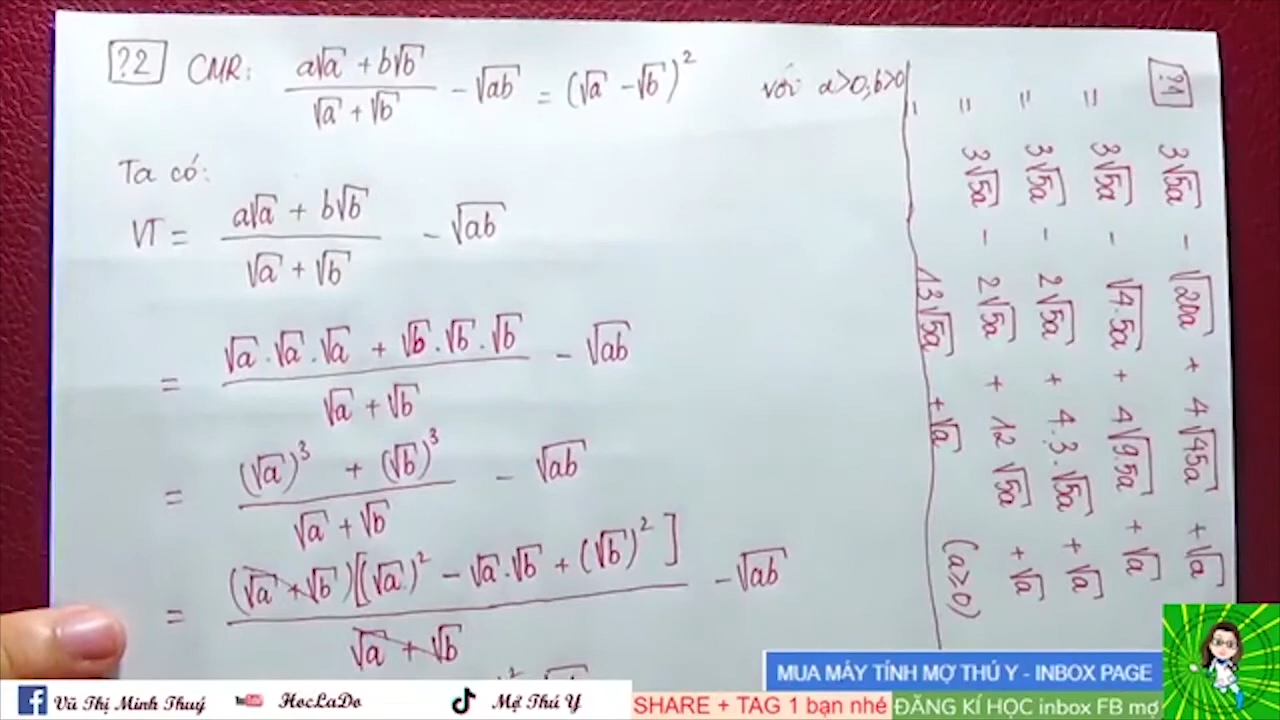 ?2 CMR: (a√a + b√b)/(√a + √b) - √ab = (√a - √b)² với a>0, b>0
Ta có:
VT = (a√a + b√b)/(√a + √b) - √ab
= (√a.√a.√a + √b.√b.√b)/(√a + √b) - √ab
= ((√a)³ + (√b)³)/(√a + √b) - √ab
= (√a + √b)[(√a)² - √a.√b + (√b)²]/(√a + √b) - √ab
?1 3√5a - √20a + 4√45a + √a
= 3√5a - √4.5a + 4√9.5a + √a
= 3√5a - 2√5a + 4.3.√5a + √a
= 3√5a - 2√5a + 12√5a + √a
= 13√5a + √a (a≥0)
MUA MÁY TÍNH MỢ THÚ Y - INBOX PAGE
Vũ Thị Minh Thuý HocLaDo Mợ Thú Y SHARE + TAG 1 bạn nhé ĐĂNG KÍ HỌC inbox FB mợ